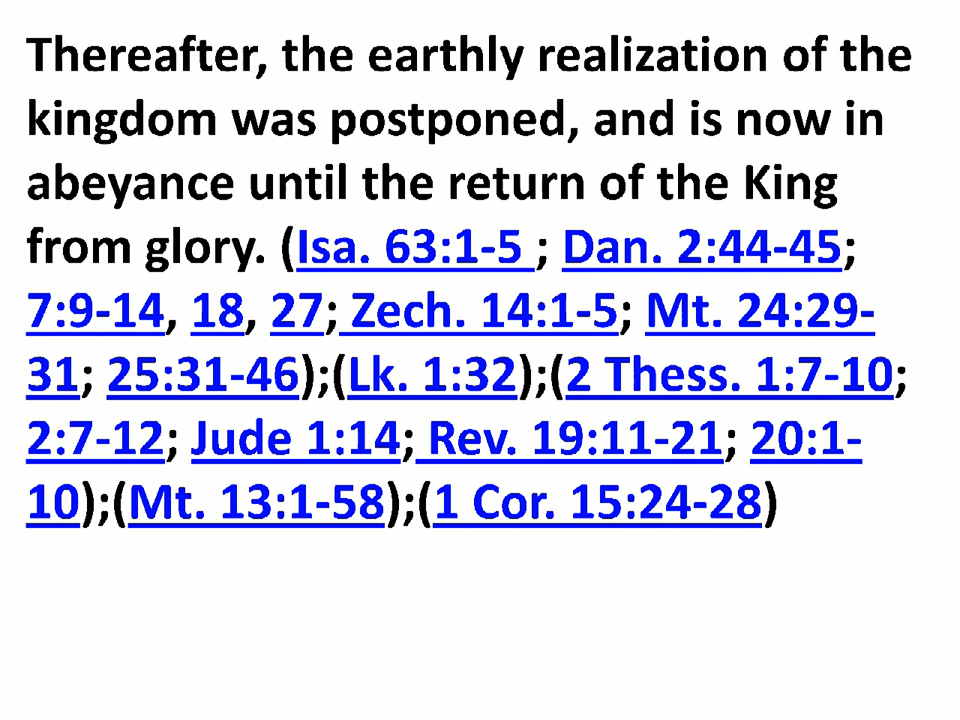 Thereafter, the earthly realization of the
kingdom was postponed, and is now in
abeyance until the return of the King
from glory. (Isa. 63:1-5 ; Dan. 2:44-45;
7:9-14, 18, 27; Zech. 14:1-5; Mt. 24:29-
31; 25:31-46);(Lk. 1:32);(2 Thess. 1:7-10;
2:7-12; Jude 1:14; Rev. 19:11-21; 20:1-
10);(Mt. 13:1-58);(1 Cor. 15:24-28)